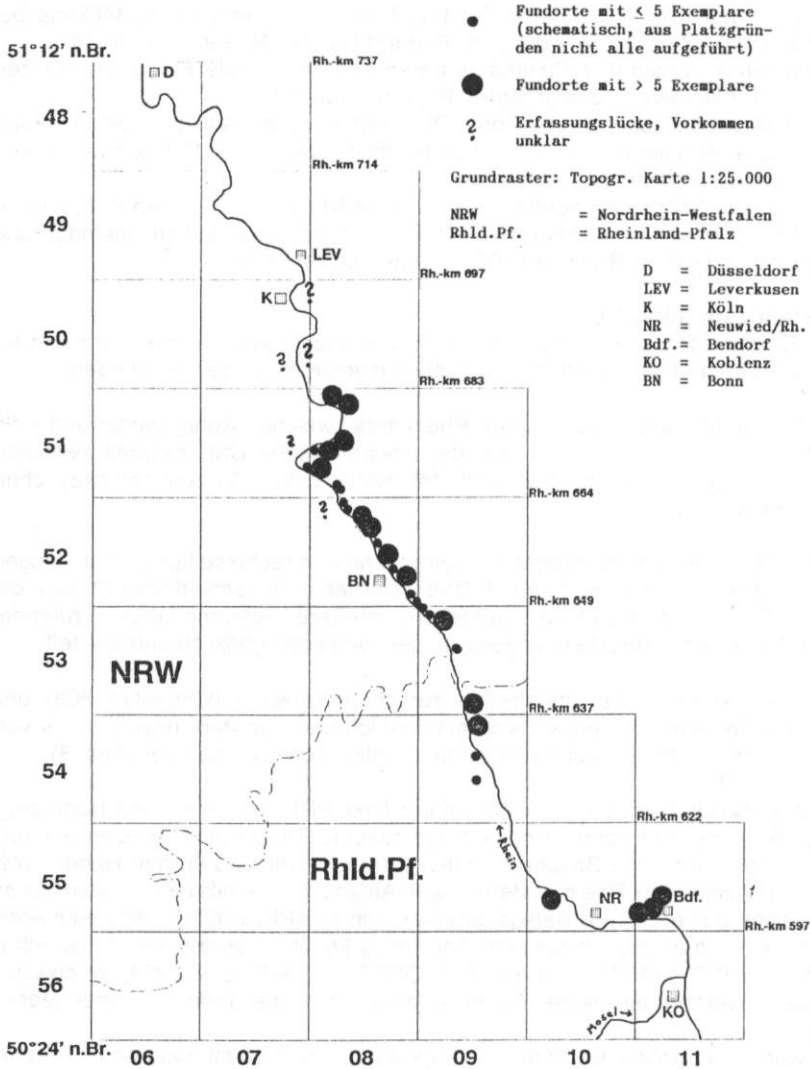 Fundorte mit ≤ 5 Exemplare
(schematisch, aus Platzgrün-
den nicht alle aufgeführt)
Fundorte mit > 5 Exemplare
? Erfassungslücke, Vorkommen
unklar
Grundraster: Topogr. Karte 1:25.000
NRW = Nordrhein-Westfalen
Rhld.Pf. = Rheinland-Pfalz
D = Düsseldorf
LEV = Leverkusen
K = Köln
NR = Neuwied/Rh.
Bdf. = Bendorf
KO = Koblenz
BN = Bonn
51°12' n.Br.
Rh.-km 737
D
48
Rh.-km 714
49
LEV
Rh.-km 697
K
?
50
?
?
Rh.-km 683
51
?
Rh.-km 664
?
52
BN
Rh.-km 649
53
NRW
Rh.-km 637
54
Rh.-km 622
←Rhein
Rhld.Pf.
55
NR
Bdf.
Rh.-km 597
56
Mosel→
KO
50°24' n.Br.
06 07 08 09 10 11